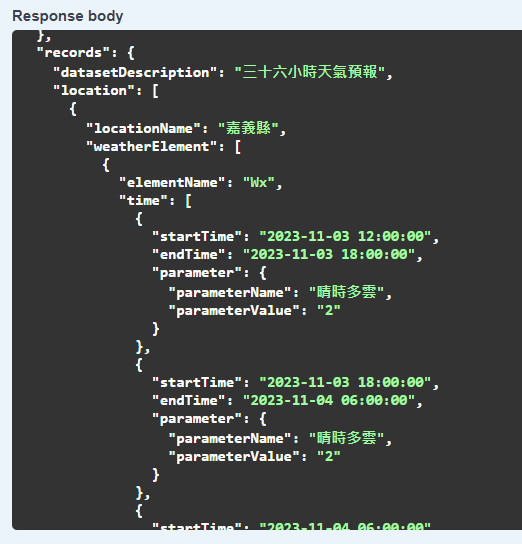 Response body
},
"records": {
"datasetDescription": "三十六小時天氣預報",
"location": [
{
"locationName": "嘉義縣",
"weatherElement": [
{
"elementName": "Wx",
"time": [
{
"startTime": "2023-11-03 12:00:00",
"endTime": "2023-11-03 18:00:00",
"parameter": {
"parameterName": "晴時多雲",
"parameterValue": "2"
}
},
{
"startTime": "2023-11-03 18:00:00",
"endTime": "2023-11-04 06:00:00",
"parameter": {
"parameterName": "晴時多雲",
"parameterValue": "2"
}
},
{
"startTime": "2023-11-04 06:00:00"